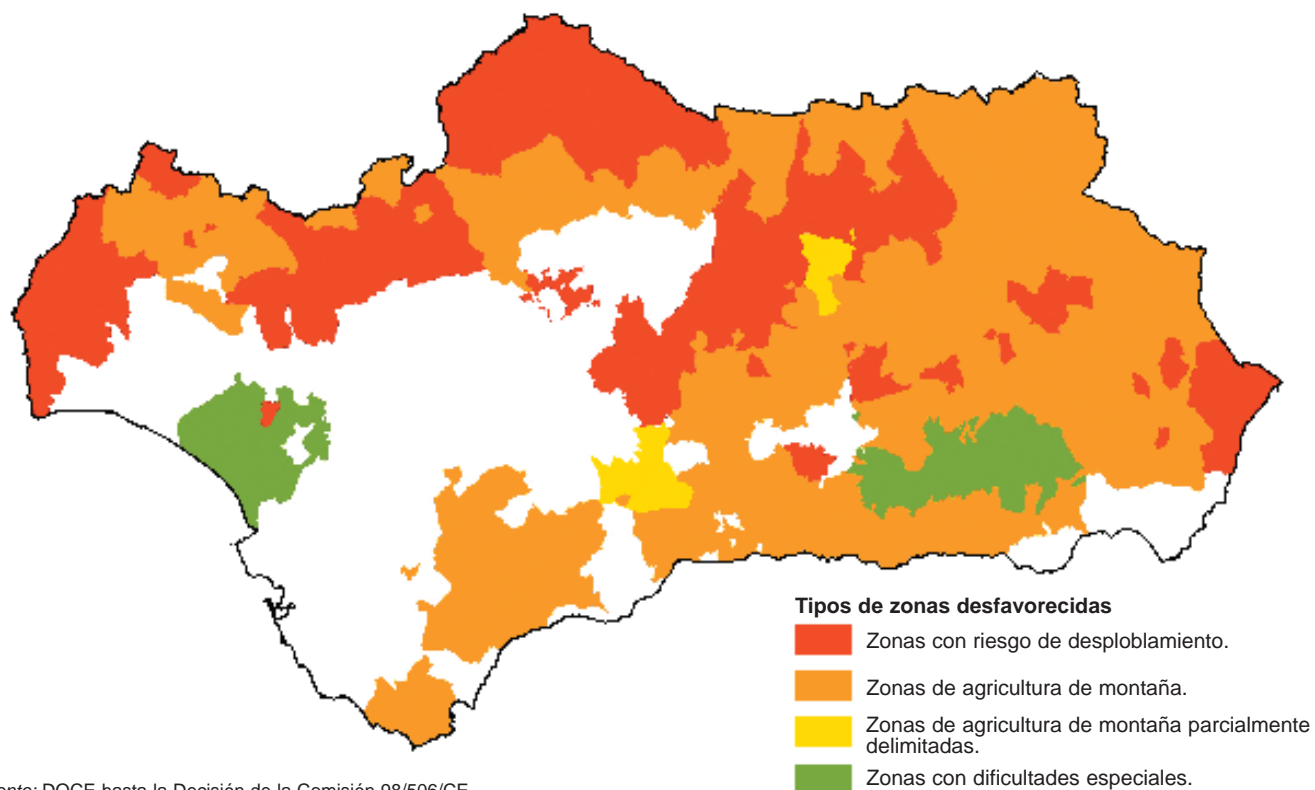 Tipos de zonas desfavorecidas
Zonas con riesgo de desploblamiento.
Zonas de agricultura de montaña.
Zonas de agricultura de montaña parcialmente
delimitadas.
Zonas con dificultades especiales.
DOCE hasta la Decisión de la Comisión 98/506/CE